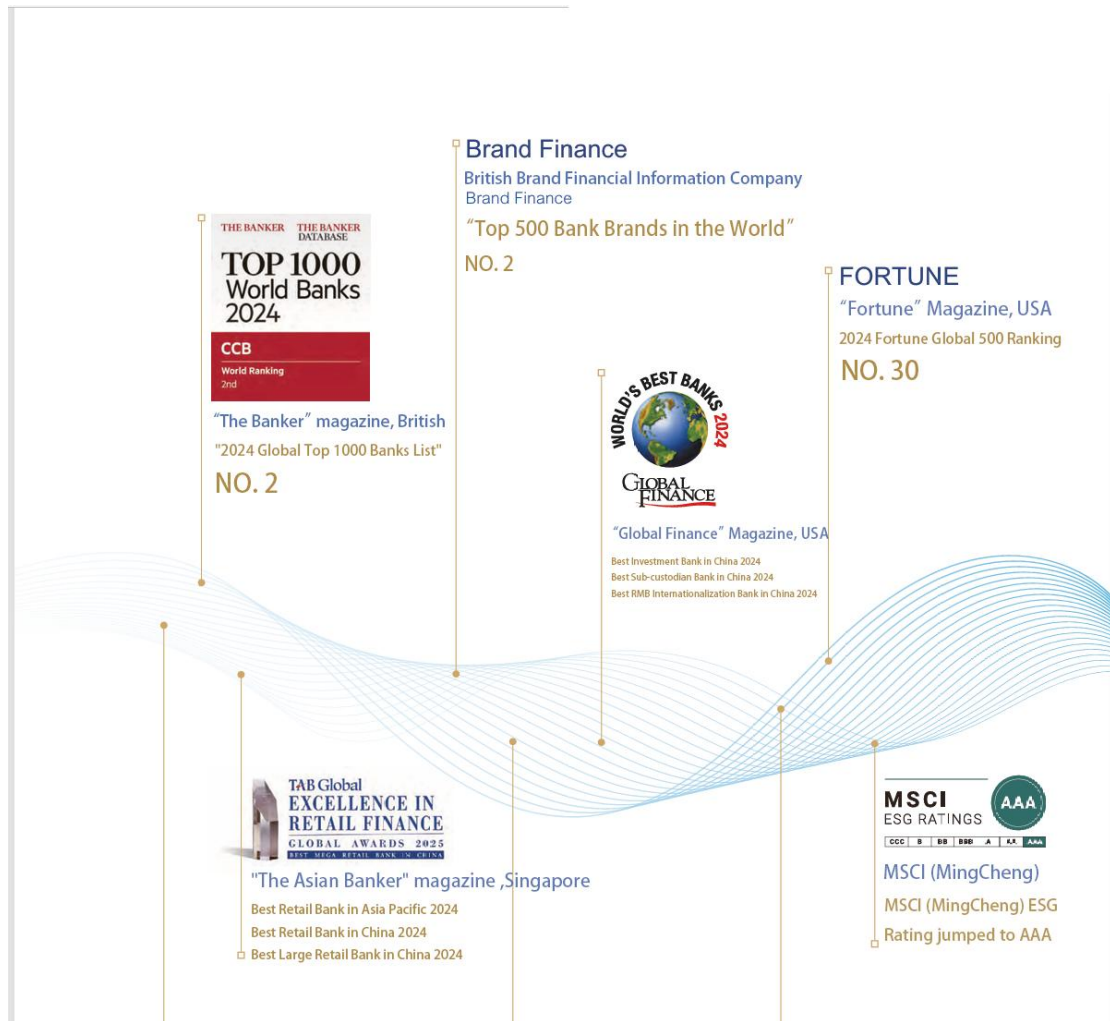 Brand Finance
British Brand Financial Information Company
Brand Finance
“Top 500 Bank Brands in the World”
NO. 2
THE BANKER THE BANKER
DATABASE
TOP 1000
World Banks
2024
CCB
World Ranking
2nd
“The Banker” magazine, British
"2024 Global Top 1000 Banks List"
NO. 2
FORTUNE
“Fortune” Magazine, USA
2024 Fortune Global 500 Ranking
NO. 30
WORLD'S BEST BANKS 2024
GLOBAL
FINANCE
“Global Finance” Magazine, USA
Best Investment Bank in China 2024
Best Sub-custodian Bank in China 2024
Best RMB Internationalization Bank in China 2024
TAB Global
EXCELLENCE IN
RETAIL FINANCE
GLOBAL AWARDS 2025
BEST MEGA RETAIL BANK IN CHINA
"The Asian Banker" magazine ,Singapore
Best Retail Bank in Asia Pacific 2024
Best Retail Bank in China 2024
Best Large Retail Bank in China 2024
MSCI
ESG RATINGS
AAA
CCC B BB BBB A AA AAA
MSCI (MingCheng)
MSCI (MingCheng) ESG
Rating jumped to AAA